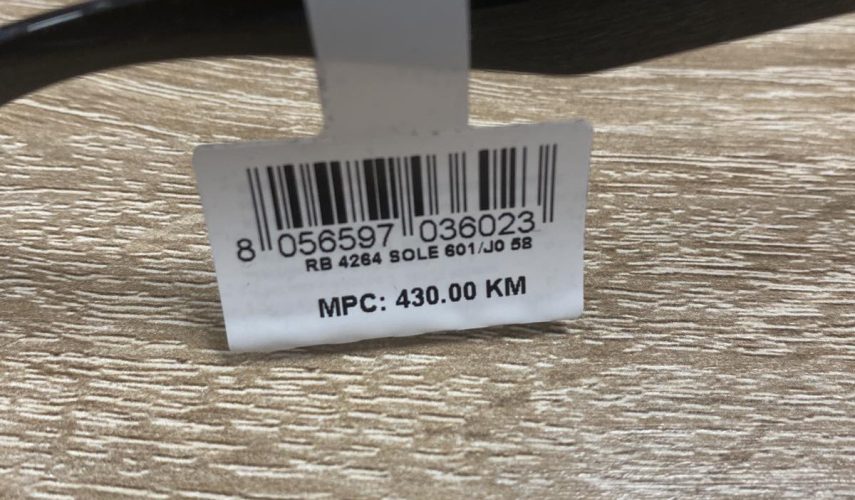 8 056597 036023
RB 4264 SOLE 601/J0 58
MPC: 430.00 KM